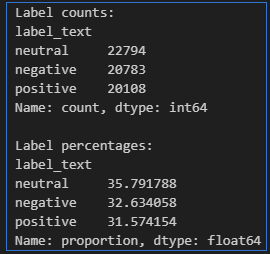 Label counts:
label_text
neutral     22794
negative    20783
positive    20108
Name: count, dtype: int64

Label percentages:
label_text
neutral     35.791788
negative    32.634058
positive    31.574154
Name: proportion, dtype: float64